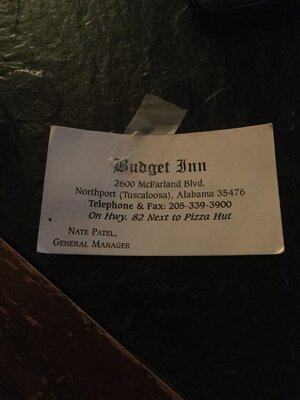 Budget Inn
2600 McFarland Blvd.
Northport (Tuscaloosa), Alabama 35476
Telephone & Fax: 205-339-3900
On Hwy. 82 Next to Pizza Hut
Nate Patel,
General Manager